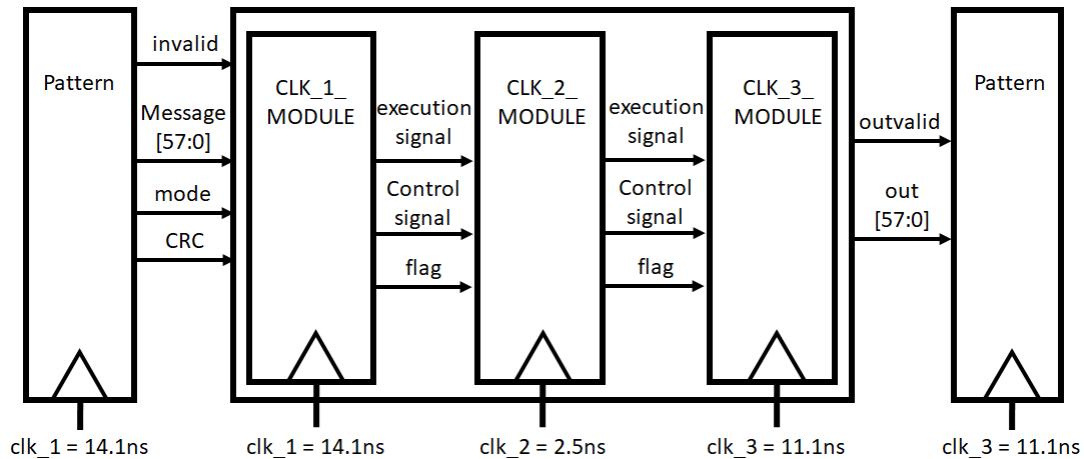 Pattern
invalid
Message
[57:0]
mode
CRC
CLK_1_
MODULE
execution
signal
Control
signal
flag
CLK_2_
MODULE
execution
signal
Control
signal
flag
CLK_3_
MODULE
outvalid
out
[57:0]
Pattern
clk_1 = 14.1ns
clk_1 = 14.1ns
clk_2 = 2.5ns
clk_3 = 11.1ns
clk_3 = 11.1ns